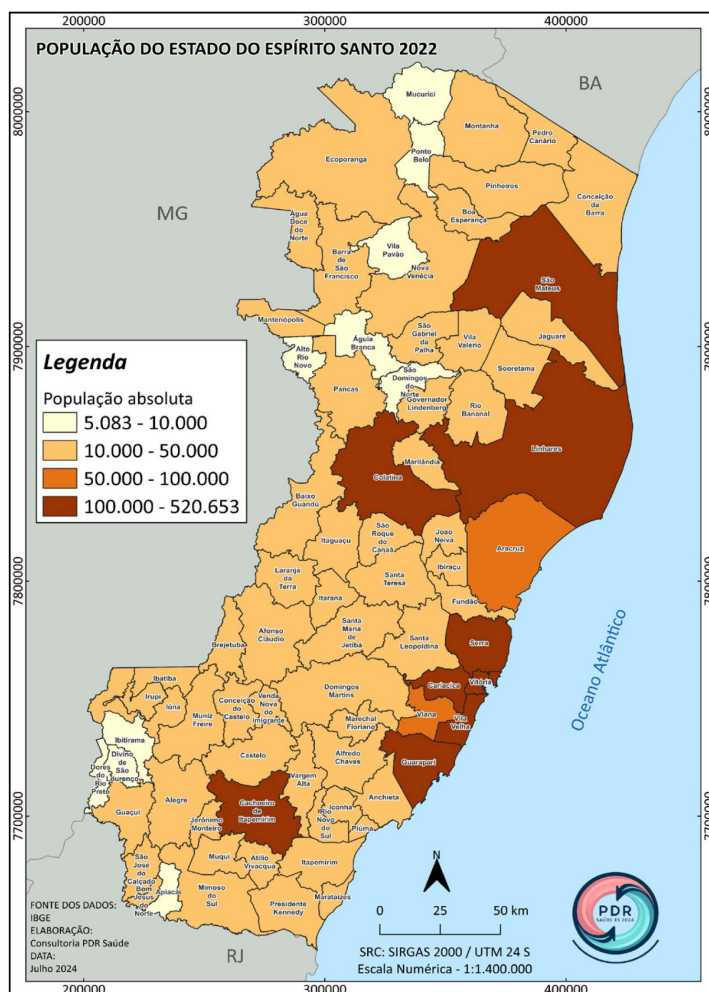 200000 300000 400000
POPULAÇÃO DO ESTADO DO ESPÍRITO SANTO 2022
BA
8000000
8000000
Mucurici
Montanha
Pedro
Canário
Ponto
Belo
Ecoporanga
Pinheiros
Conceição
da
Barra
MG
Água
Doce
do
Norte
Boa
Esperança
Vila
Pavão
Barra
de
São
Francisco
Nova
Venécia
São
Mateus
Mantenópolis
Água
Branca
São
Gabriel
da
Palha
Vila
Valério
Jaguaré
7900000
7900000
Alto
Rio
Novo
São
Domingos
do
Norte
Sooretama
Pancas
Governador
Lindenberg
Rio
Bananal
Legenda
População absoluta
5.083 - 10.000
10.000 - 50.000
50.000 - 100.000
100.000 - 520.653
Linhares
Colatina
Marilândia
Baixo
Guandú
São
Roque
do
Canaã
João
Neiva
Aracruz
Itaguaçu
Ibiraçu
Laranja
da
Terra
Santa
Teresa
7800000
7800000
Itarana
Fundão
Santa
Maria
de
Jetibá
Santa
Leopoldina
Serra
Brejetuba
Afonso
Cláudio
Oceano Atlântico
Cariacica
Vitória
Ibatiba
Irupi
Iúna
Domingos
Martins
Viana
Vila
Velha
Conceição
do
Castelo
Venda
Nova
do
Imigrante
Muniz
Freire
Marechal
Floriano
Ibitirama
Divino
de
São
Lourenço
Dores
do
Rio
Preto
Castelo
Alfredo
Chaves
Guarapari
Vargem
Alta
Guaçuí
Alegre
Cachoeiro
de
Itapemirim
Anchieta
Iconha
7700000
7700000
Jerônimo
Monteiro
Rio
Novo
do
Sul
Piúma
Muqui
Atílio
Vivacqua
Itapemirim
São
José
do
Calçado
Bom
Jesus
do
Norte
Apiacá
Mimoso
do
Sul
Presidente
Kennedy
Marataízes
N
0 25 50 km
PDR
SAÚDE ES 2024
FONTE DOS DADOS:
IBGE
ELABORAÇÃO:
Consultoria PDR Saúde
DATA:
Julho 2024
RJ
SRC: SIRGAS 2000 / UTM 24 S
Escala Numérica - 1:1.400.000
200000 300000 400000